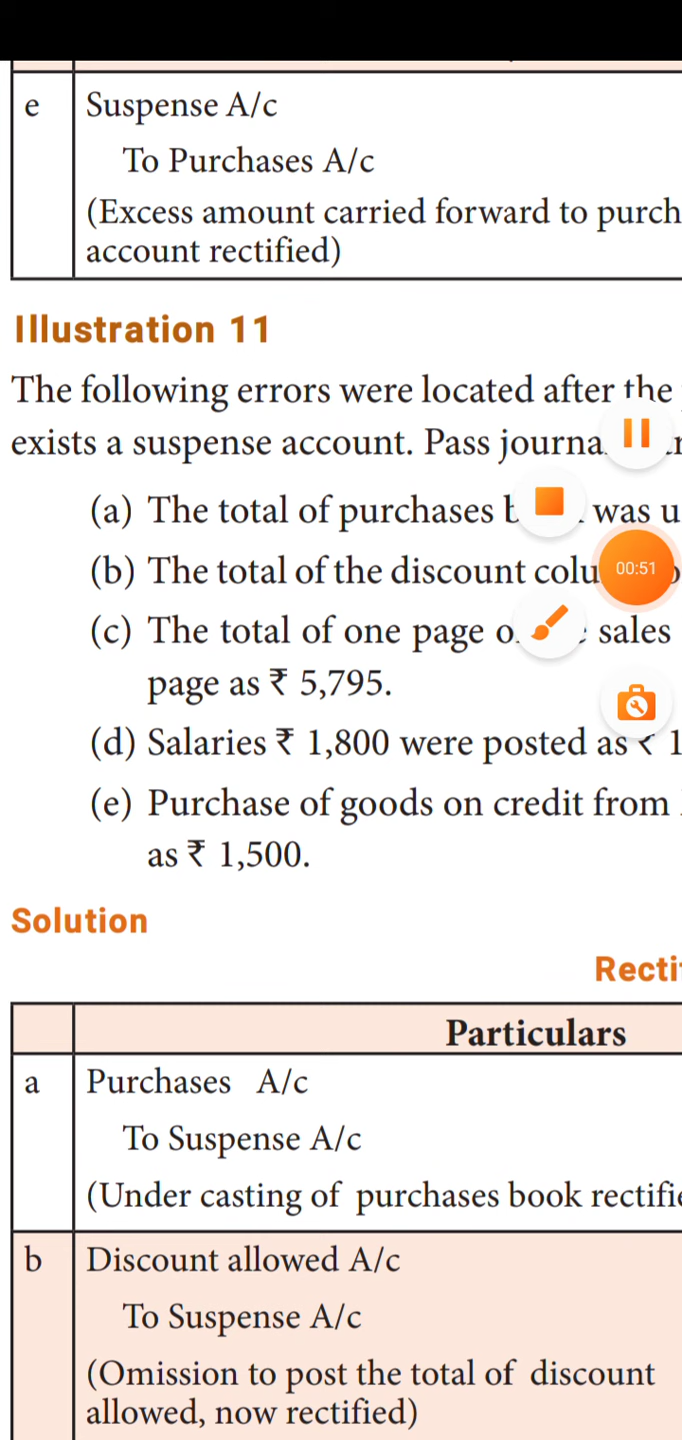 e Suspense A/c
To Purchases A/c
(Excess amount carried forward to purch
account rectified)
Illustration 11
The following errors were located after the
exists a suspense account. Pass journa
(a) The total of purchases b was u
(b) The total of the discount colu
(c) The total of one page o sales
page as ₹ 5,795.
(d) Salaries ₹ 1,800 were posted as ₹ 1
(e) Purchase of goods on credit from
as ₹ 1,500.
00:51
Solution
Recti
Particulars
a Purchases A/c
To Suspense A/c
(Under casting of purchases book rectifie
b Discount allowed A/c
To Suspense A/c
(Omission to post the total of discount
allowed, now rectified)